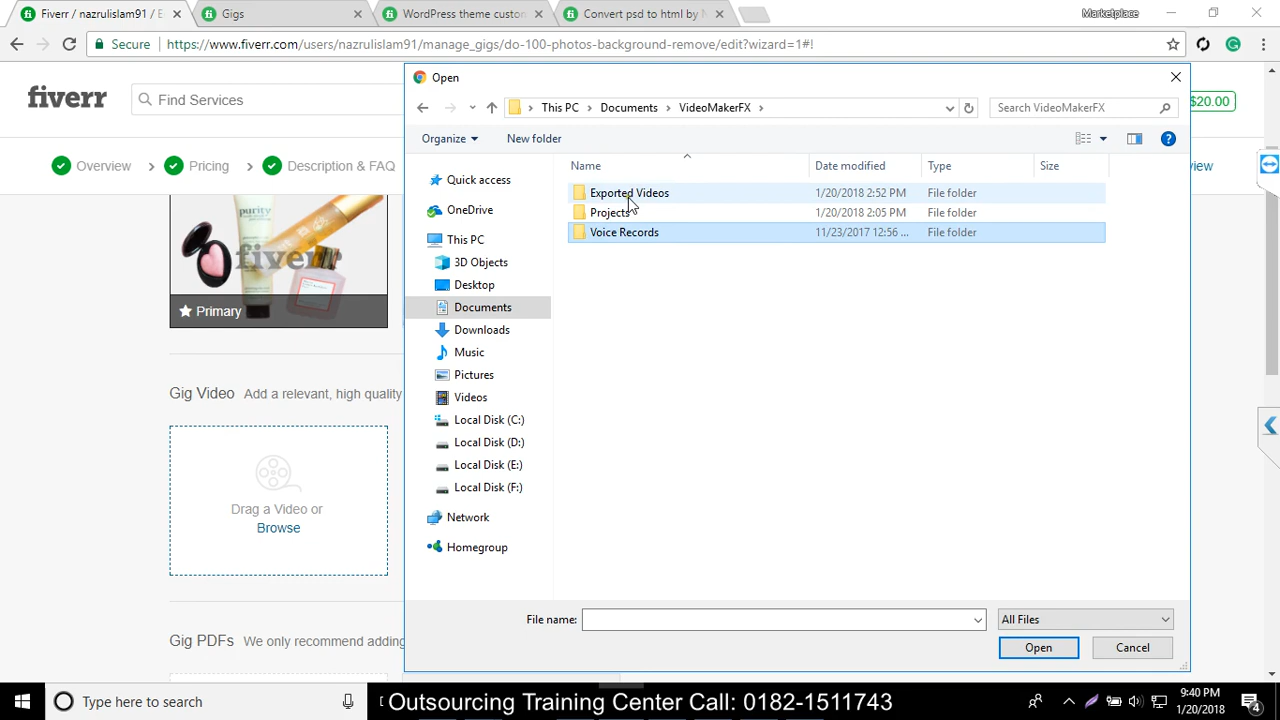 Fiverr / nazrulislam91 / E
Gigs
WordPress theme custom
Convert psd to html by N
Marketplace
Secure
https://www.fiverr.com/users/nazrulislam91/manage_gigs/do-100-photos-background-remove/edit?wizard=1#!
fiverr
Find Services
$20.00
Overview
Pricing
Description & FAQ
view
purity
fiverr
Primary
Gig Video
Add a relevant, high quality
Drag a Video or
Browse
Gig PDFs
We only recommend adding
Open
This PC
Documents
VideoMakerFX
Search VideoMakerFX
Organize
New folder
Name
Date modified
Type
Size
Exported Videos
1/20/2018 2:52 PM
File folder
Projects
1/20/2018 2:05 PM
File folder
Voice Records
11/23/2017 12:56 ...
File folder
Quick access
OneDrive
This PC
3D Objects
Desktop
Documents
Downloads
Music
Pictures
Videos
Local Disk (C:)
Local Disk (D:)
Local Disk (E:)
Local Disk (F:)
Network
Homegroup
File name:
All Files
Open
Cancel
Type here to search
Outsourcing Training Center Call: 0182-1511743
9:40 PM
1/20/2018
4